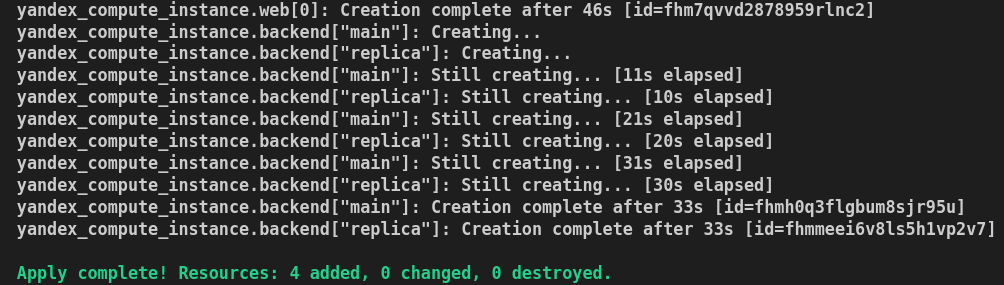 yandex_compute_instance.web[0]: Creation complete after 46s [id=fhm7qvvd2878959rlnc2]
yandex_compute_instance.backend["main"]: Creating...
yandex_compute_instance.backend["replica"]: Creating...
yandex_compute_instance.backend["main"]: Still creating... [11s elapsed]
yandex_compute_instance.backend["replica"]: Still creating... [10s elapsed]
yandex_compute_instance.backend["main"]: Still creating... [21s elapsed]
yandex_compute_instance.backend["replica"]: Still creating... [20s elapsed]
yandex_compute_instance.backend["main"]: Still creating... [31s elapsed]
yandex_compute_instance.backend["replica"]: Still creating... [30s elapsed]
yandex_compute_instance.backend["main"]: Creation complete after 33s [id=fhmh0q3flgbum8sjr95u]
yandex_compute_instance.backend["replica"]: Creation complete after 33s [id=fhmmeei6v8ls5h1vp2v7]
Apply complete! Resources: 4 added, 0 changed, 0 destroyed.